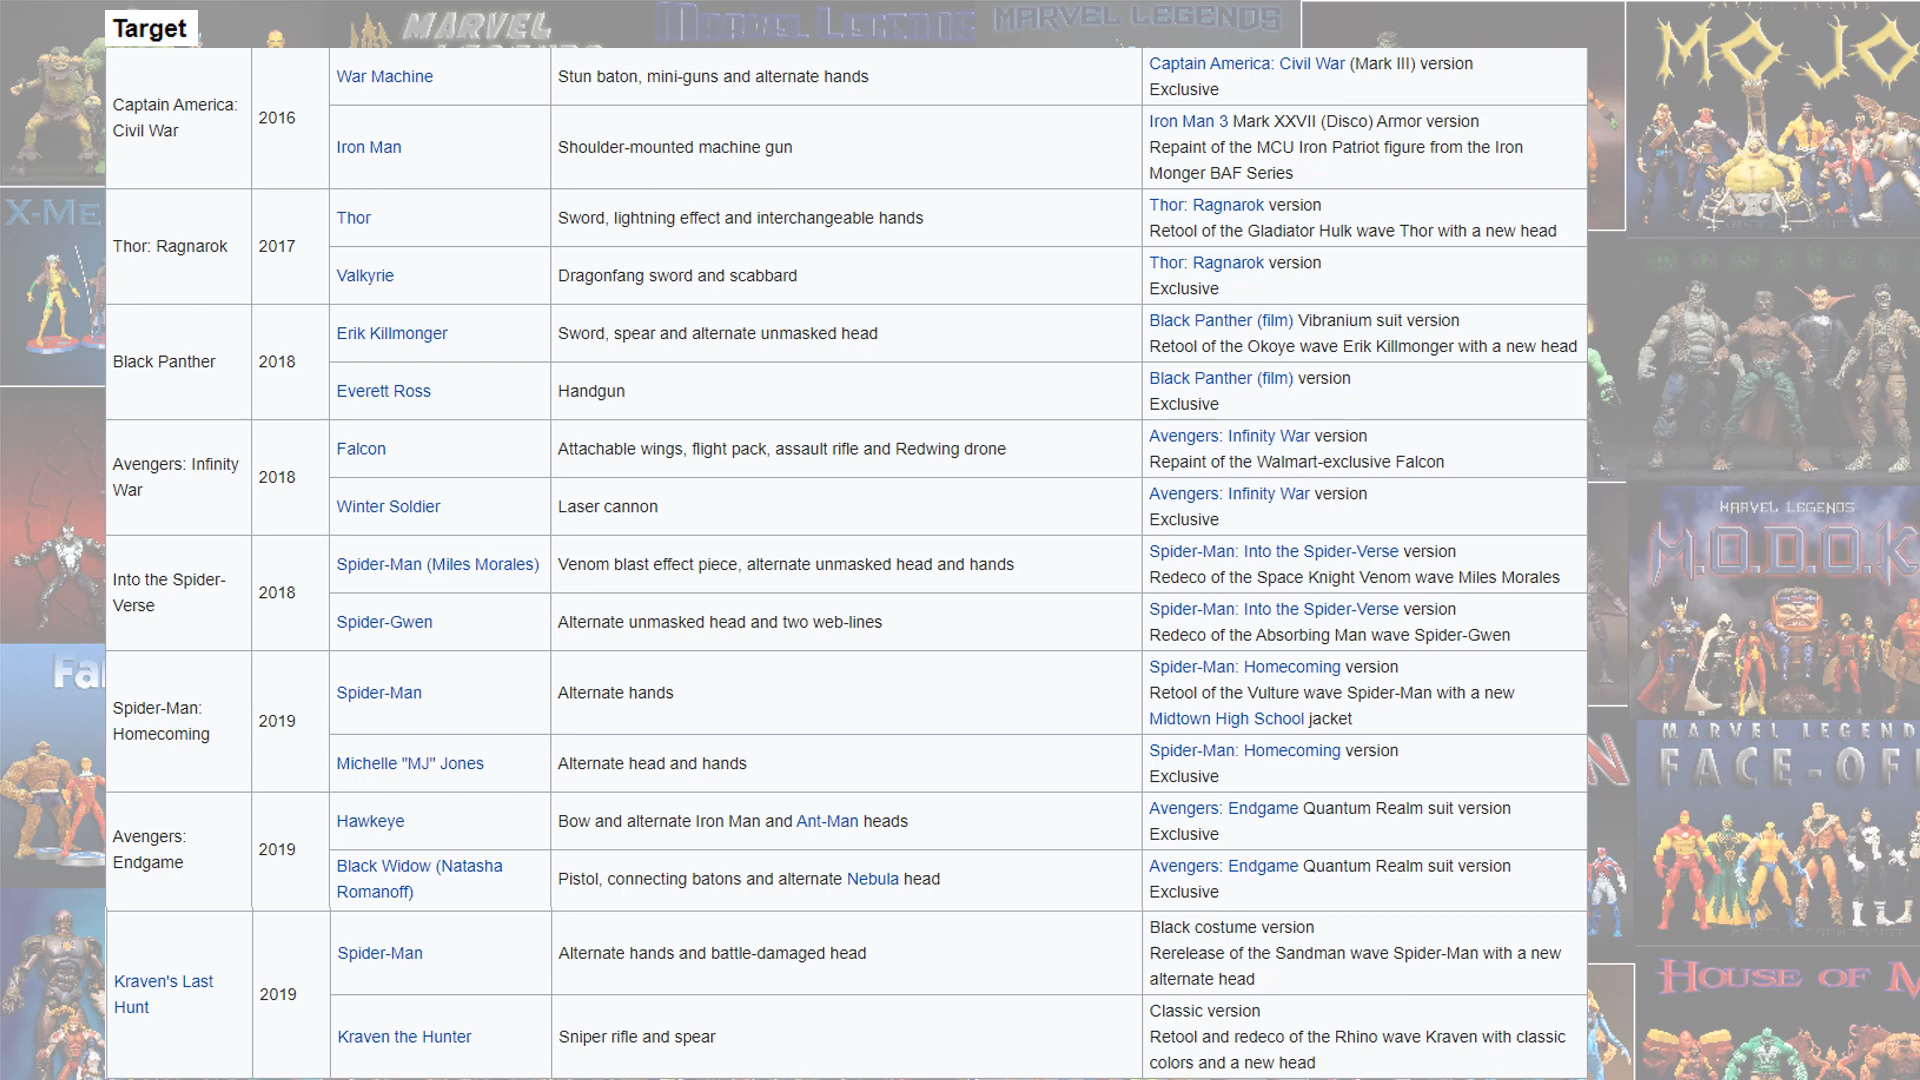 Target
MARVEL
LEGENDS
MARVEL LEGENDS
MARVEL LEGENDS
MOJO
Captain America:
Civil War
2016
War Machine
Stun baton, mini-guns and alternate hands
Captain America: Civil War (Mark III) version
Exclusive
Iron Man
Shoulder-mounted machine gun
Iron Man 3 Mark XXVII (Disco) Armor version
Repaint of the MCU Iron Patriot figure from the Iron
Monger BAF Series
X-ME
Thor: Ragnarok
2017
Thor
Sword, lightning effect and interchangeable hands
Thor: Ragnarok version
Retool of the Gladiator Hulk wave Thor with a new head
Valkyrie
Dragonfang sword and scabbard
Thor: Ragnarok version
Exclusive
Black Panther
2018
Erik Killmonger
Sword, spear and alternate unmasked head
Black Panther (film) Vibranium suit version
Retool of the Okoye wave Erik Killmonger with a new head
Everett Ross
Handgun
Black Panther (film) version
Exclusive
Avengers: Infinity
War
2018
Falcon
Attachable wings, flight pack, assault rifle and Redwing drone
Avengers: Infinity War version
Repaint of the Walmart-exclusive Falcon
Winter Soldier
Laser cannon
Avengers: Infinity War version
Exclusive
MARVEL LEGENDS
M.O.D.O.K
Into the Spider-
Verse
2018
Spider-Man (Miles Morales)
Venom blast effect piece, alternate unmasked head and hands
Spider-Man: Into the Spider-Verse version
Redeco of the Space Knight Venom wave Miles Morales
Spider-Gwen
Alternate unmasked head and two web-lines
Spider-Man: Into the Spider-Verse version
Redeco of the Absorbing Man wave Spider-Gwen
Fa
Spider-Man:
Homecoming
2019
Spider-Man
Alternate hands
Spider-Man: Homecoming version
Retool of the Vulture wave Spider-Man with a new
Midtown High School jacket
Michelle "MJ" Jones
Alternate head and hands
Spider-Man: Homecoming version
Exclusive
N
MARVEL LEGEND
FACE-OF
Avengers:
Endgame
2019
Hawkeye
Bow and alternate Iron Man and Ant-Man heads
Avengers: Endgame Quantum Realm suit version
Exclusive
Black Widow (Natasha
Romanoff)
Pistol, connecting batons and alternate Nebula head
Avengers: Endgame Quantum Realm suit version
Exclusive
Kraven's Last
Hunt
2019
Spider-Man
Alternate hands and battle-damaged head
Black costume version
Rerelease of the Sandman wave Spider-Man with a new
alternate head
Kraven the Hunter
Sniper rifle and spear
Classic version
Retool and redeco of the Rhino wave Kraven with classic
colors and a new head
HOUSE OF M